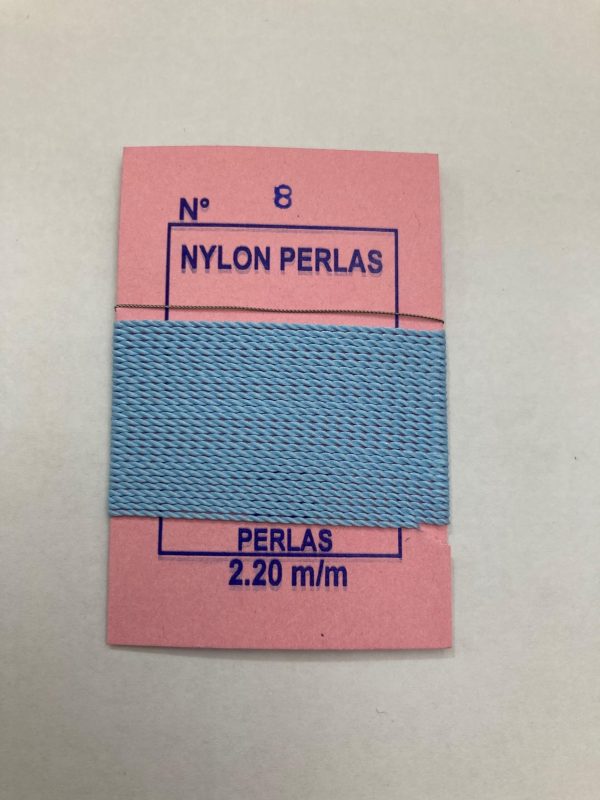 8
N°
NYLON PERLAS
PERLAS
2.20 m/m